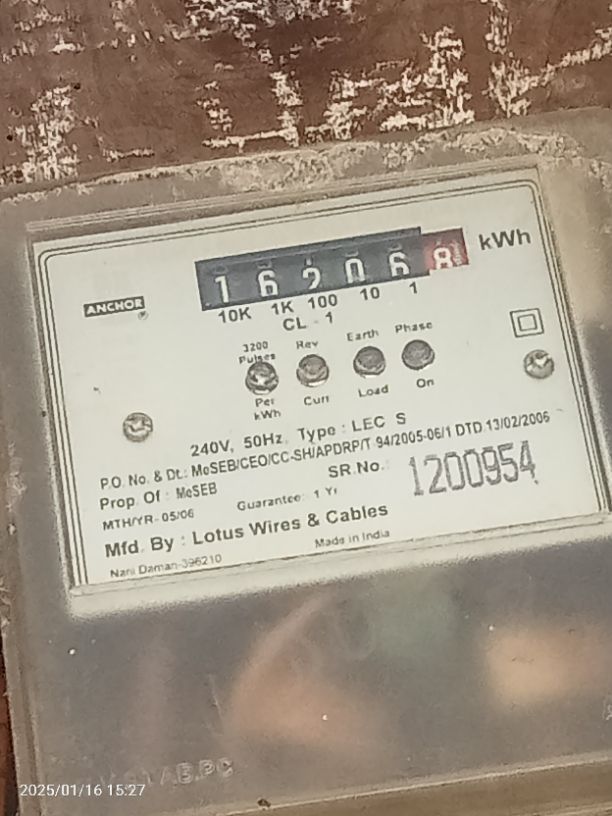 1 6 2 0 6 8 kWh
10K 1K 100 10 1
ANCHOR
CL - 1
3200 Pulses Per kWh
Rev Curr
Earth Load
Phase On
240V, 50Hz, Type : LEC S
P.O. No. & Dt.: MeSEB/CEO/CC-SH/APDRP/T 94/2005-06/1 DTD 13/02/2006
Prop. Of : MeSEB
SR.No.: 1200954
MTH/YR- 05/06
Guarantee: 1 Yr
Mfd. By : Lotus Wires & Cables
Nani Daman-396210
Made in India
2025/01/16 15:27